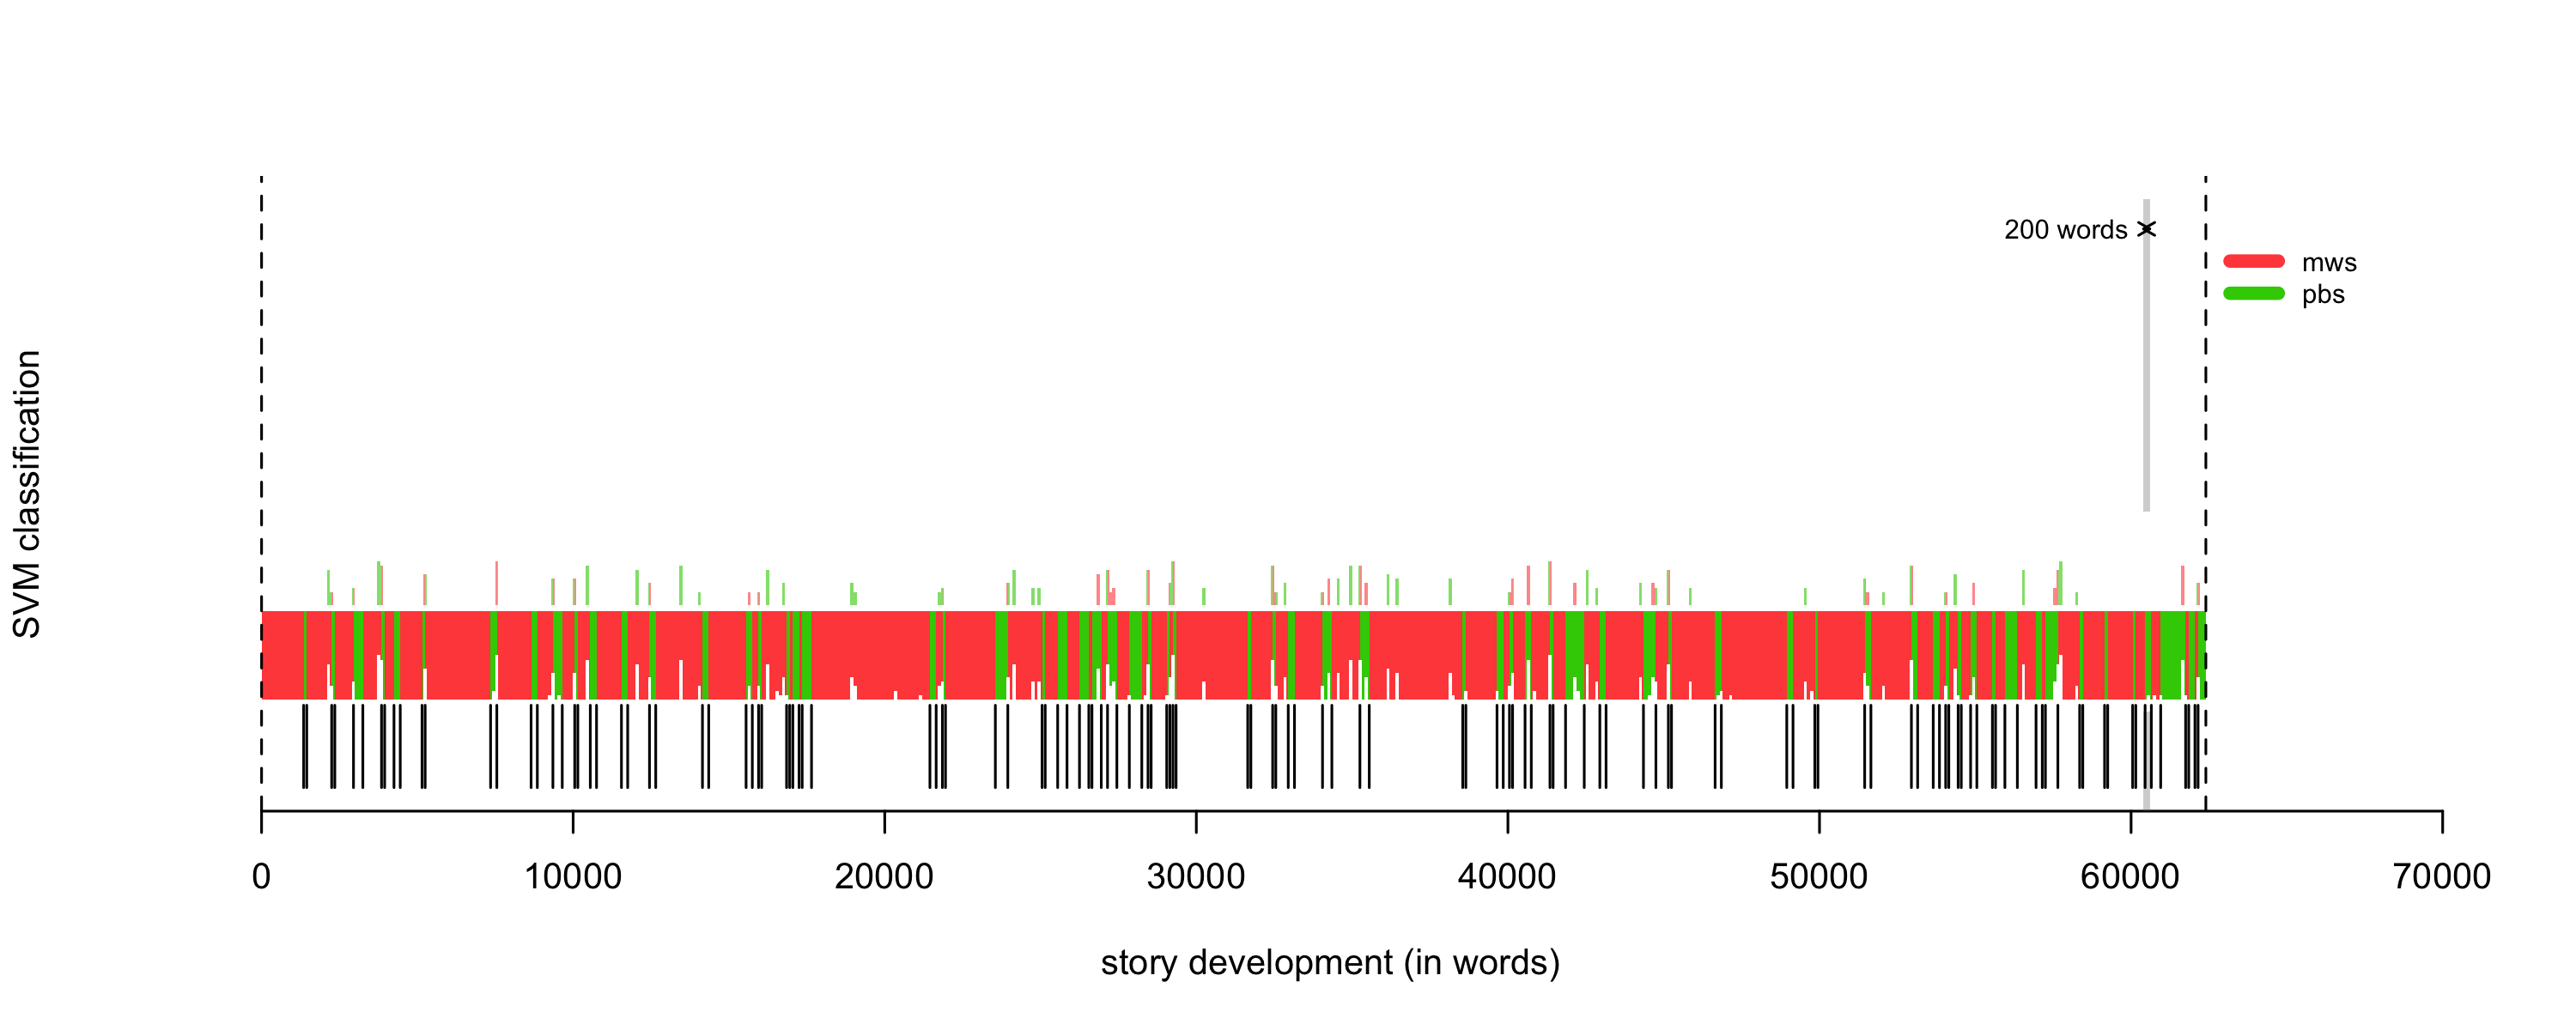 200 words
mws
pbs
SVM classification
0 10000 20000 30000 40000 50000 60000 70000
story development (in words)